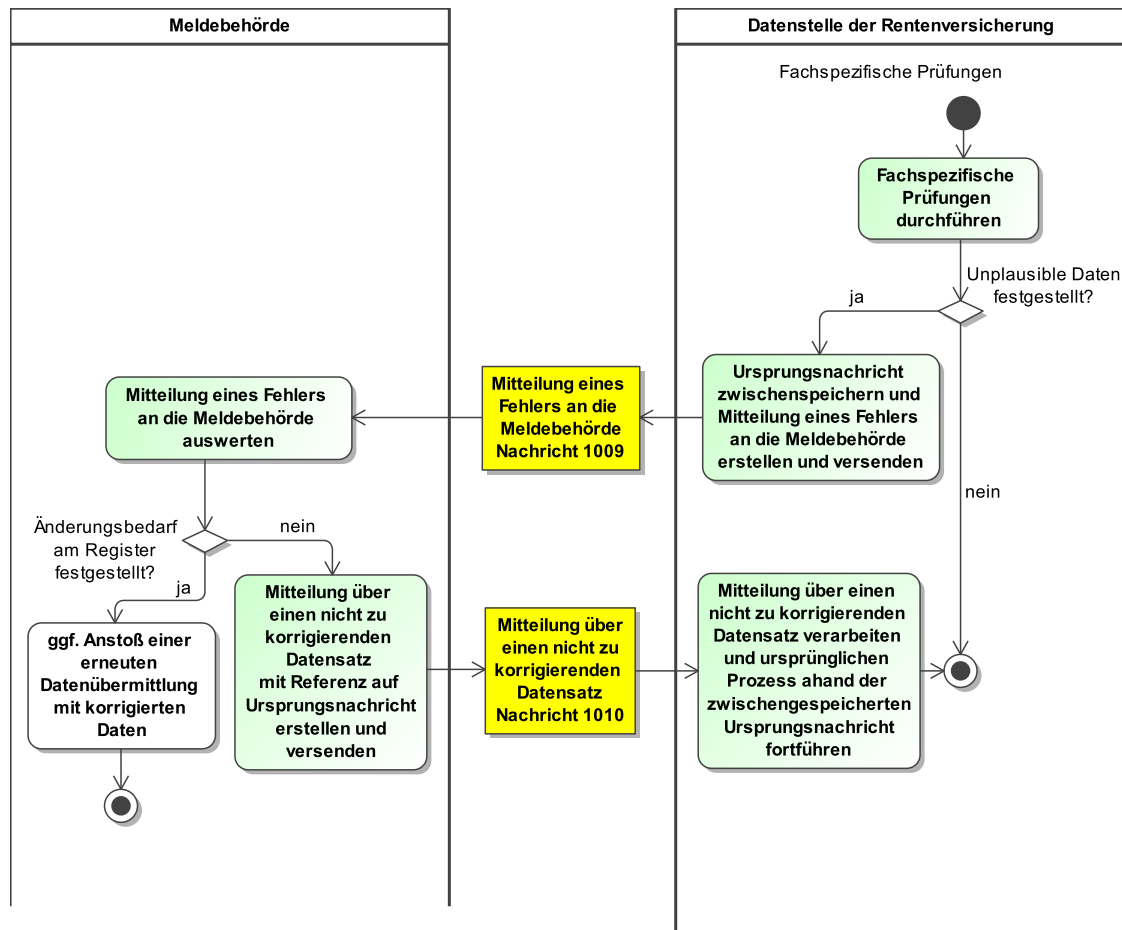 Meldebehörde
Datenstelle der Rentenversicherung
Fachspezifische Prüfungen
Fachspezifische
Prüfungen
durchführen
Unplausible Daten
festgestellt?
ja
nein
Ursprungsnachricht
zwischenspeichern und
Mitteilung eines Fehlers
an die Meldebehörde
erstellen und versenden
Mitteilung eines
Fehlers an die
Meldebehörde
Nachricht 1009
Mitteilung eines Fehlers
an die Meldebehörde
auswerten
Änderungsbedarf
am Register
festgestellt?
nein
ja
ggf. Anstoß einer
erneuten
Datenübermittlung
mit korrigierten
Daten
Mitteilung über
einen nicht zu
korrigierenden
Datensatz
mit Referenz auf
Ursprungsnachricht
erstellen und
versenden
Mitteilung über
einen nicht zu
korrigierenden
Datensatz
Nachricht 1010
Mitteilung über einen
nicht zu korrigierenden
Datensatz verarbeiten
und ursprünglichen
Prozess ahand der
zwischengespeicherten
Ursprungsnachricht
fortführen